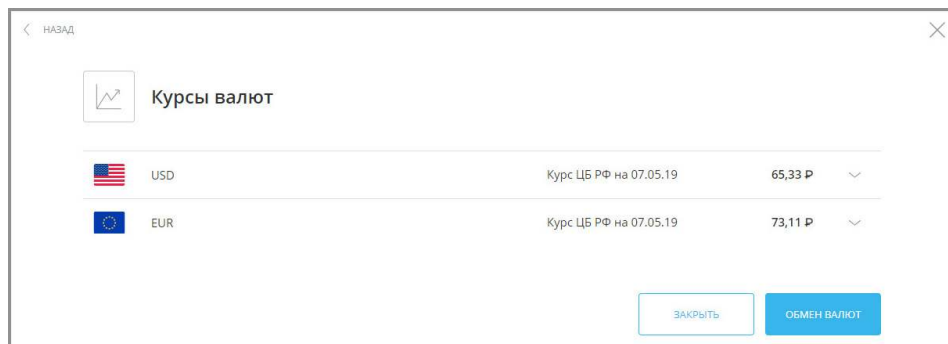 НАЗАД
Курсы валют
USD Курс ЦБ РФ на 07.05.19 65,33 ₽
EUR Курс ЦБ РФ на 07.05.19 73,11 ₽
ЗАКРЫТЬ ОБМЕН ВАЛЮТ